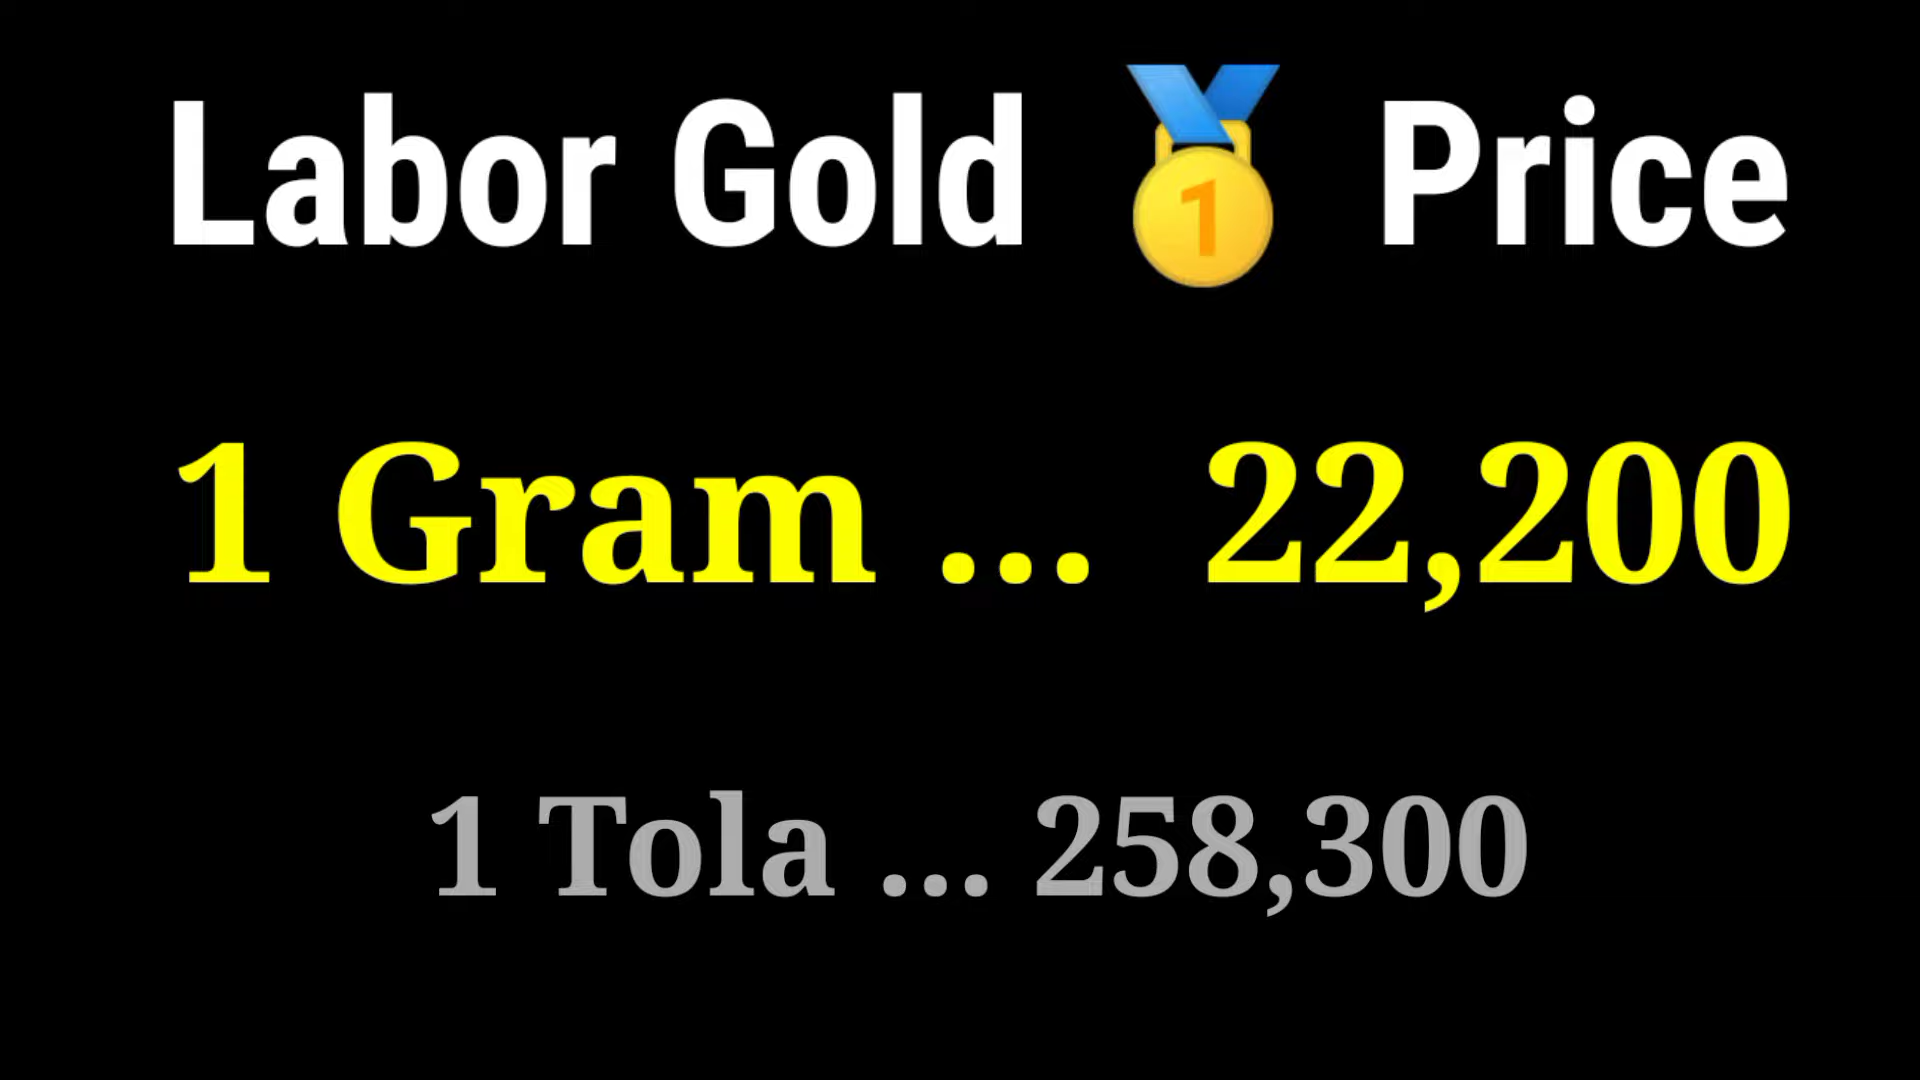 Labor Gold 🥇 Price
1 Gram ... 22,200
1 Tola ... 258,300